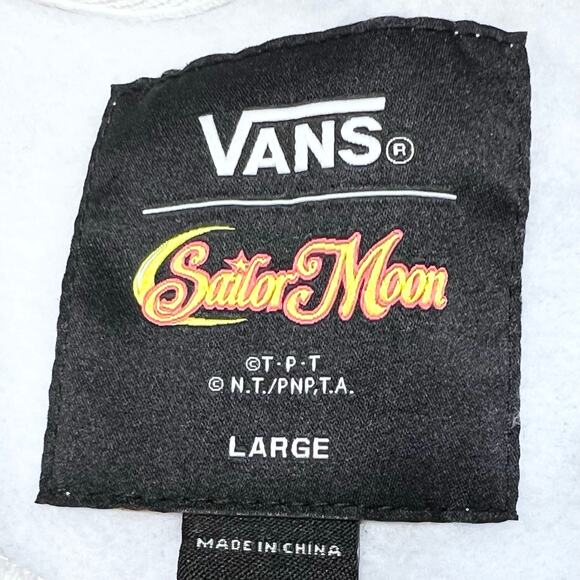 VANS®
Sailor Moon
©T·P·T
© N.T./PNP,T.A.
LARGE
MADE IN CHINA